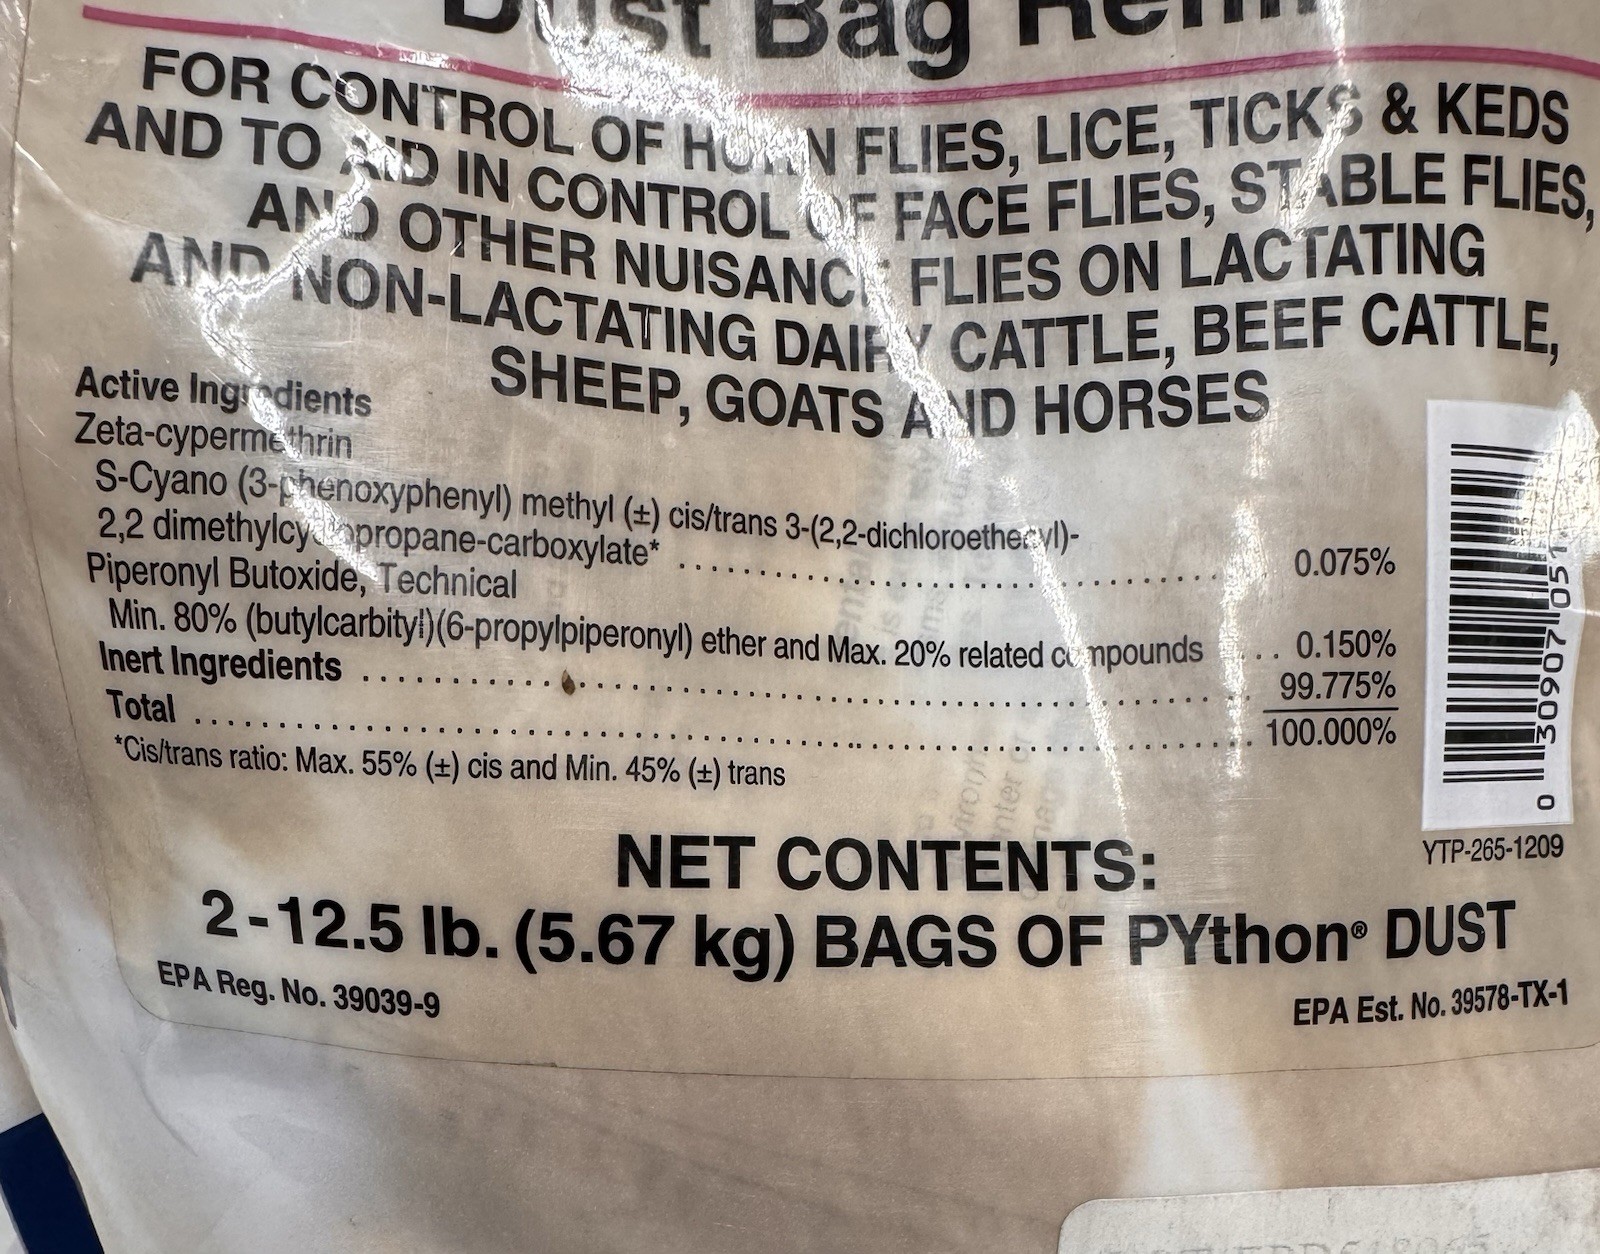 Dust Bag Refill
FOR CONTROL OF HORN FLIES, LICE, TICKS & KEDS
AND TO AID IN CONTROL OF FACE FLIES, STABLE FLIES,
AND OTHER NUISANCE FLIES ON LACTATING
AND NON-LACTATING DAIRY CATTLE, BEEF CATTLE,
SHEEP, GOATS AND HORSES
Active Ingredients
Zeta-cypermethrin
S-Cyano (3-phenoxyphenyl) methyl (±) cis/trans 3-(2,2-dichloroethenyl)-
2,2 dimethylcyclopropane-carboxylate* 0.075%
Piperonyl Butoxide, Technical
Min. 80% (butylcarbityl)(6-propylpiperonyl) ether and Max. 20% related compounds 0.150%
Inert Ingredients 99.775%
Total 100.000%
*Cis/trans ratio: Max. 55% (±) cis and Min. 45% (±) trans
0 30907 051
YTP-265-1209
NET CONTENTS:
2-12.5 lb. (5.67 kg) BAGS OF PYthon® DUST
EPA Reg. No. 39039-9
EPA Est. No. 39578-TX-1